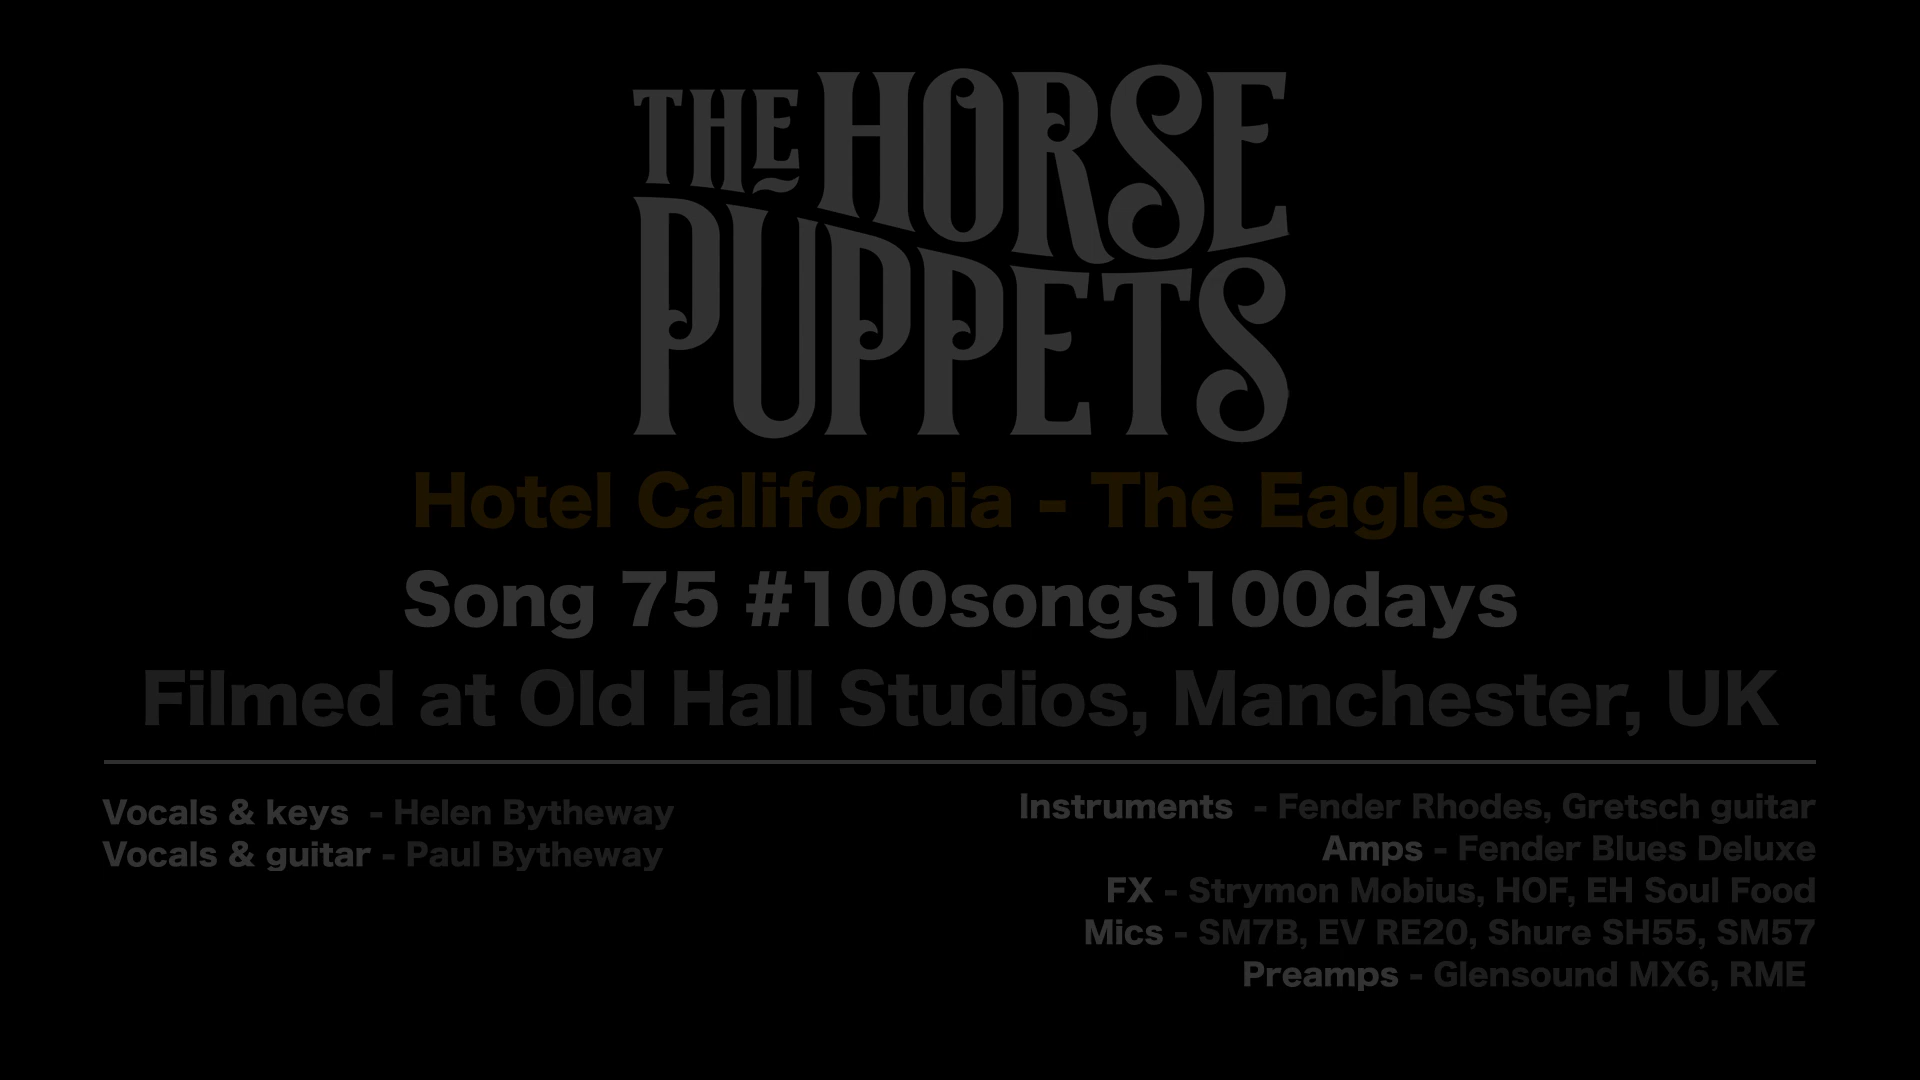 THE HORSE
PUPPETS
Hotel California - The Eagles
Song 75 #100songs100days
Filmed at Old Hall Studios, Manchester, UK
Vocals & keys - Helen Bytheway
Vocals & guitar - Paul Bytheway
Instruments - Fender Rhodes, Gretsch guitar
Amps - Fender Blues Deluxe
FX - Strymon Mobius, HOF, EH Soul Food
Mics - SM7B, EV RE20, Shure SH55, SM57
Preamps - Glensound MX6, RME